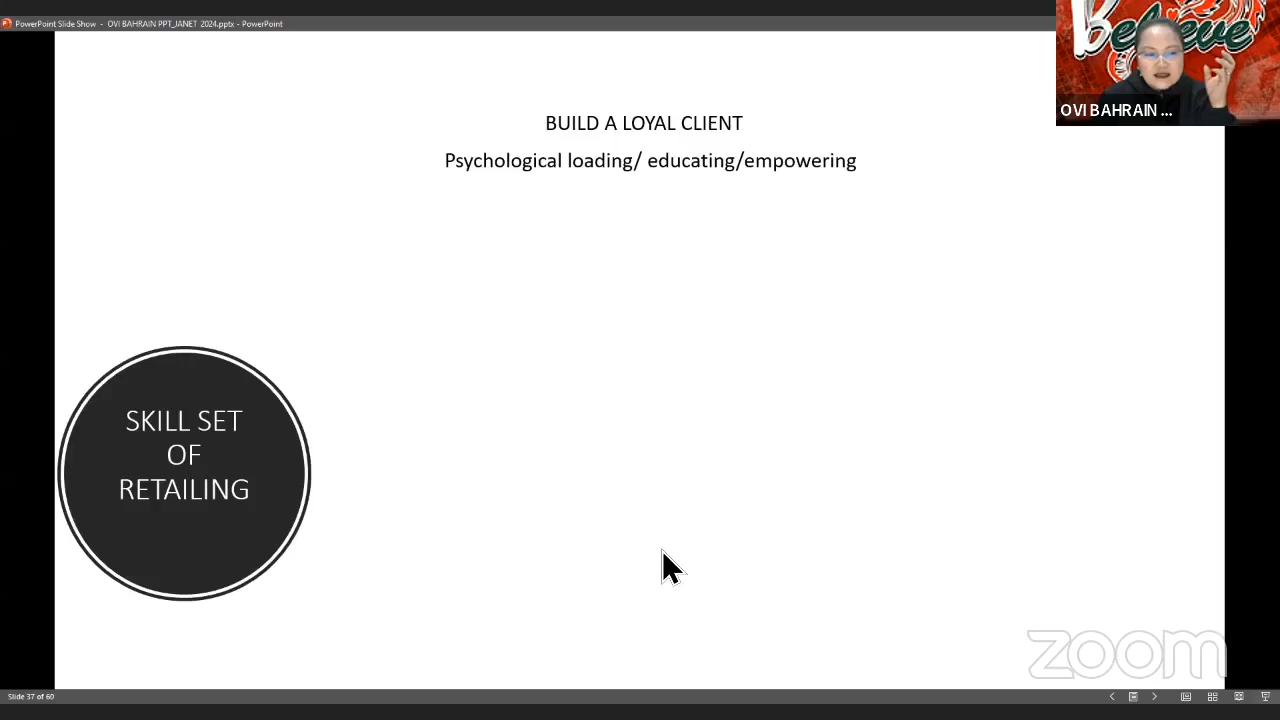 PowerPoint Slide Show - OVI BAHRAIN PPT_JANET 2024.pptx - PowerPoint
Believe
OVI BAHRAIN ...
BUILD A LOYAL CLIENT
Psychological loading/ educating/empowering
SKILL SET
OF
RETAILING
zoom
Slide 37 of 60